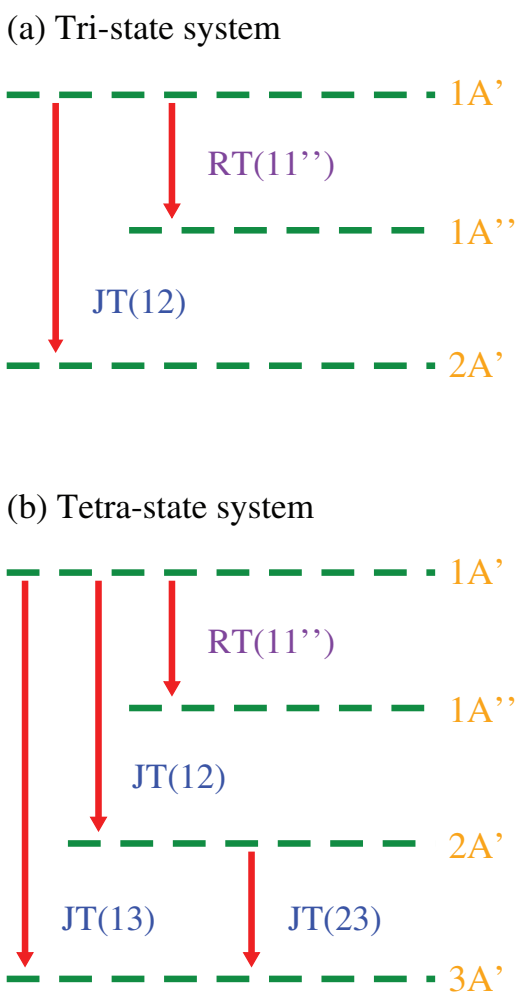 (a) Tri-state system
1A’
RT(11’’)
1A’’
JT(12)
2A’
(b) Tetra-state system
1A’
RT(11’’)
1A’’
JT(12)
2A’
JT(13) JT(23)
3A’